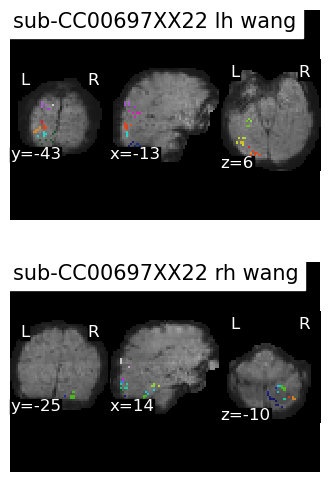 sub-CC00697XX22 lh wang
L R L R
y=-43 x=-13 z=6
sub-CC00697XX22 rh wang
L R L R
y=-25 x=14 z=-10